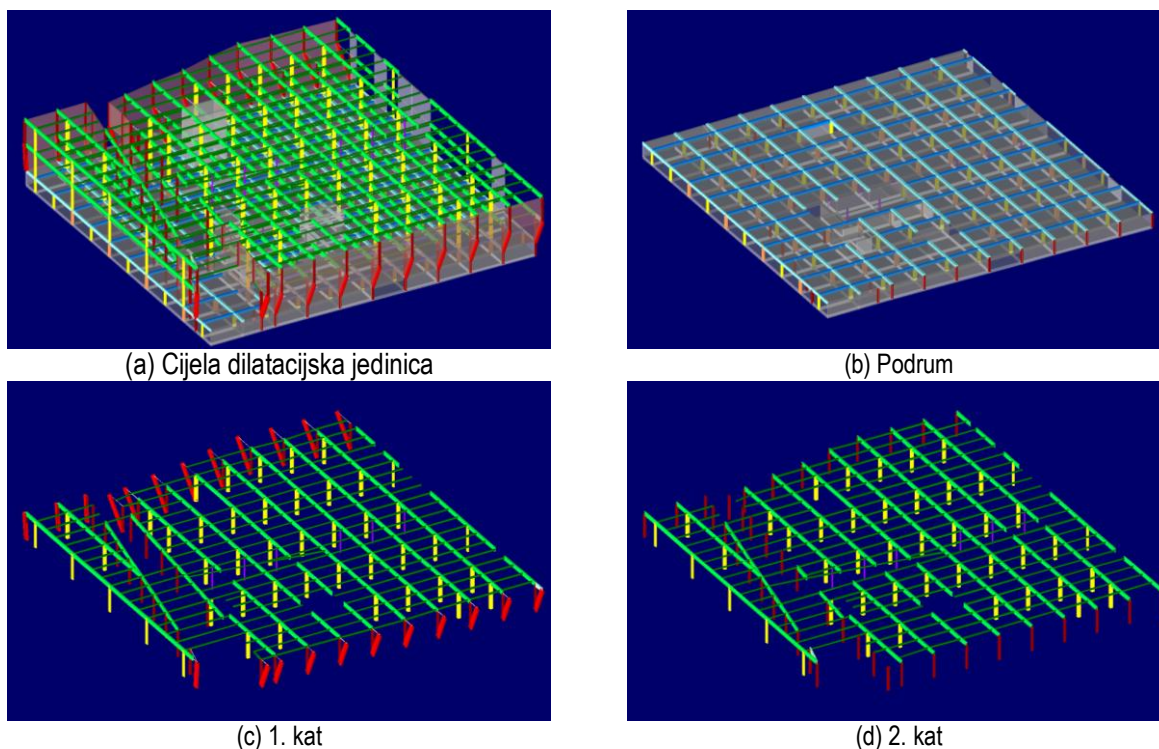 (a) Cijela dilatacijska jedinica
(b) Podrum
(c) 1. kat
(d) 2. kat